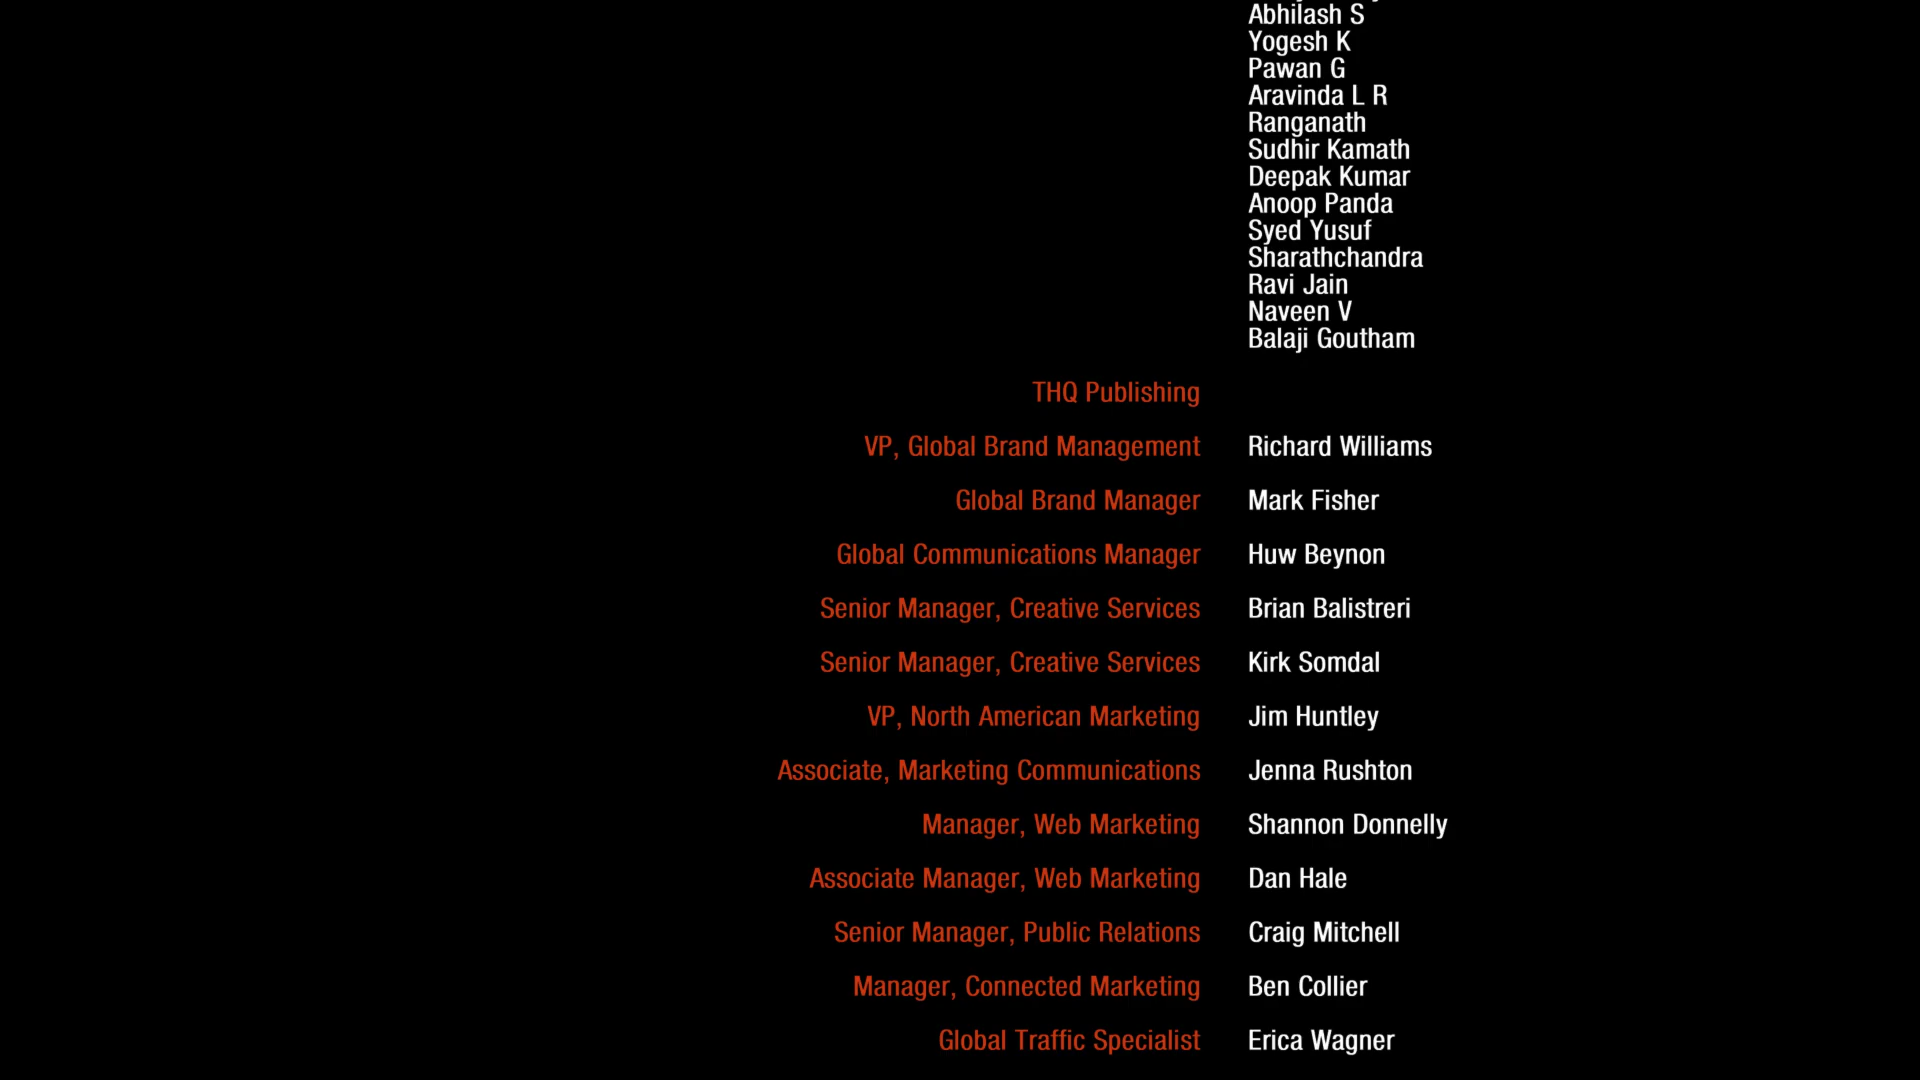 Abhilash S
Yogesh K
Pawan G
Aravinda L R
Ranganath
Sudhir Kamath
Deepak Kumar
Anoop Panda
Syed Yusuf
Sharathchandra
Ravi Jain
Naveen V
Balaji Goutham
THQ Publishing
VP, Global Brand Management Richard Williams
Global Brand Manager Mark Fisher
Global Communications Manager Huw Beynon
Senior Manager, Creative Services Brian Balistreri
Senior Manager, Creative Services Kirk Somdal
VP, North American Marketing Jim Huntley
Associate, Marketing Communications Jenna Rushton
Manager, Web Marketing Shannon Donnelly
Associate Manager, Web Marketing Dan Hale
Senior Manager, Public Relations Craig Mitchell
Manager, Connected Marketing Ben Collier
Global Traffic Specialist Erica Wagner